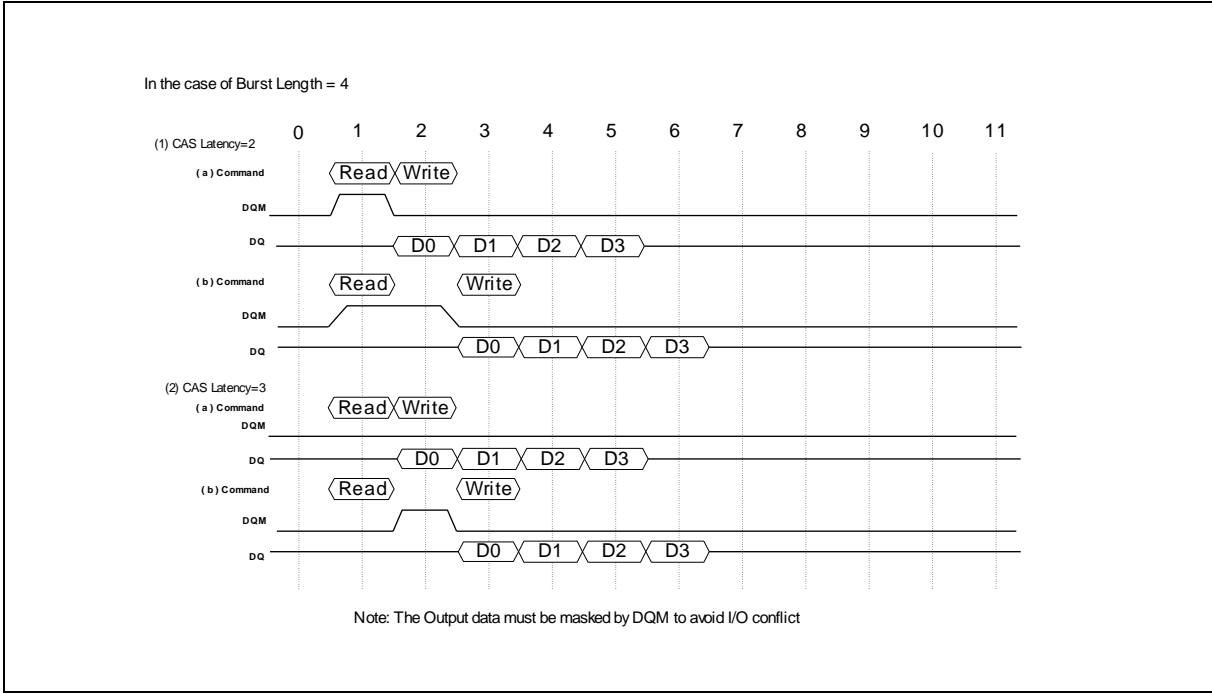 In the case of Burst Length = 4
0 1 2 3 4 5 6 7 8 9 10 11
(1) CAS Latency=2
( a ) Command Read Write
DQM
DQ D0 D1 D2 D3
( b ) Command Read Write
DQM
DQ D0 D1 D2 D3
(2) CAS Latency=3
( a ) Command Read Write
DQM
DQ D0 D1 D2 D3
( b ) Command Read Write
DQM
DQ D0 D1 D2 D3
Note: The Output data must be masked by DQM to avoid I/O conflict